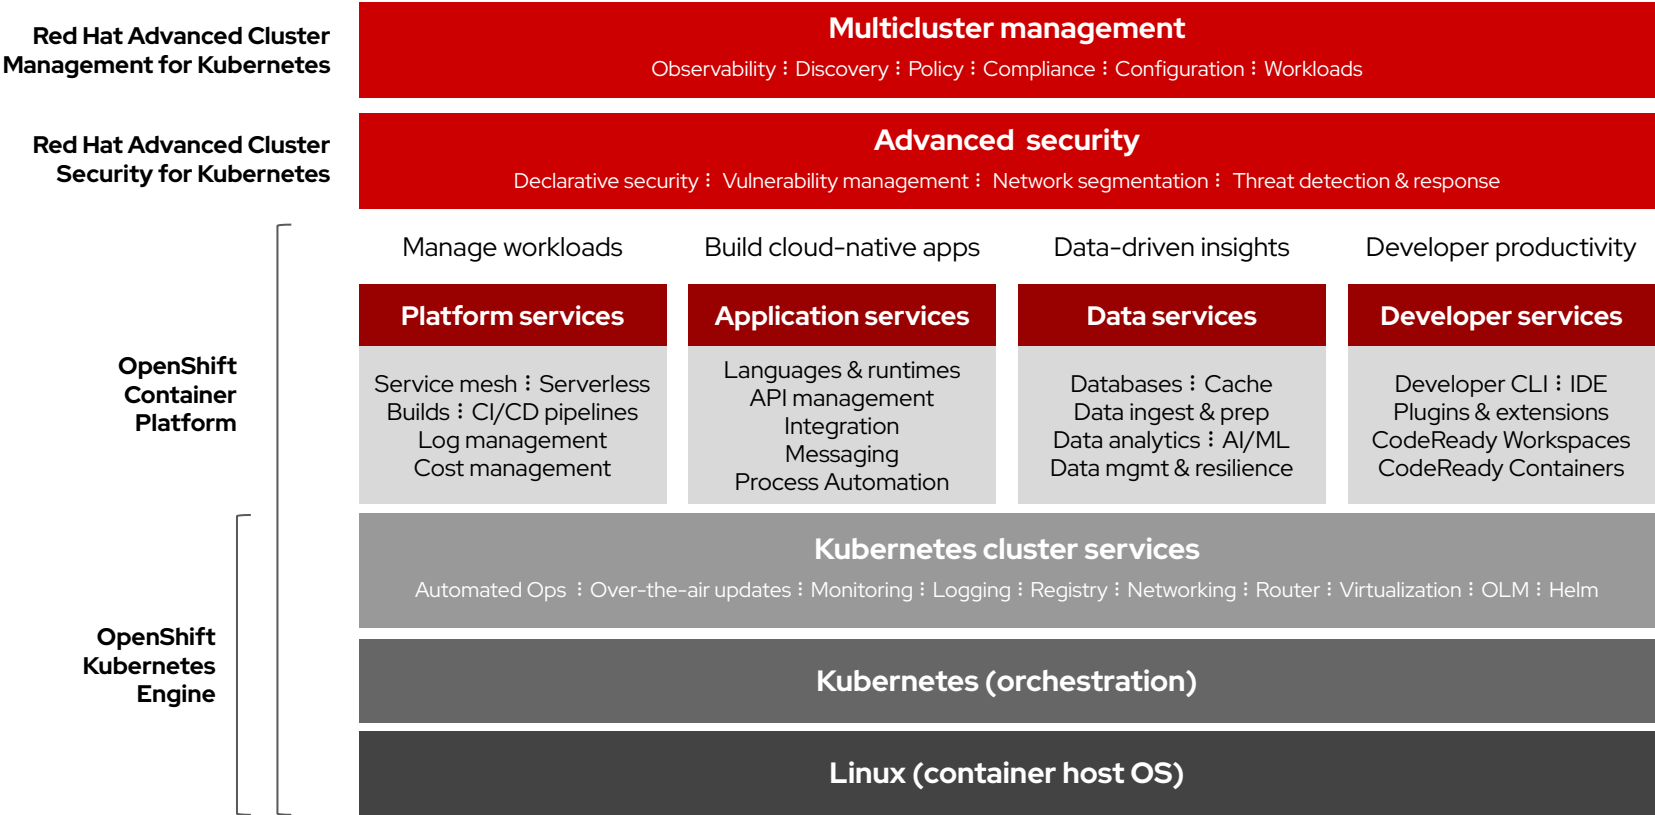 Red Hat Advanced Cluster
Management for Kubernetes
Multicluster management
Observability ⋮ Discovery ⋮ Policy ⋮ Compliance ⋮ Configuration ⋮ Workloads
Red Hat Advanced Cluster
Security for Kubernetes
Advanced security
Declarative security ⋮ Vulnerability management ⋮ Network segmentation ⋮ Threat detection & response
OpenShift
Container
Platform
Manage workloads
Platform services
Service mesh ⋮ Serverless
Builds ⋮ CI/CD pipelines
Log management
Cost management
Build cloud-native apps
Application services
Languages & runtimes
API management
Integration
Messaging
Process Automation
Data-driven insights
Data services
Databases ⋮ Cache
Data ingest & prep
Data analytics ⋮ AI/ML
Data mgmt & resilience
Developer productivity
Developer services
Developer CLI ⋮ IDE
Plugins & extensions
CodeReady Workspaces
CodeReady Containers
OpenShift
Kubernetes
Engine
Kubernetes cluster services
Automated Ops ⋮ Over-the-air updates ⋮ Monitoring ⋮ Logging ⋮ Registry ⋮ Networking ⋮ Router ⋮ Virtualization ⋮ OLM ⋮ Helm
Kubernetes (orchestration)
Linux (container host OS)